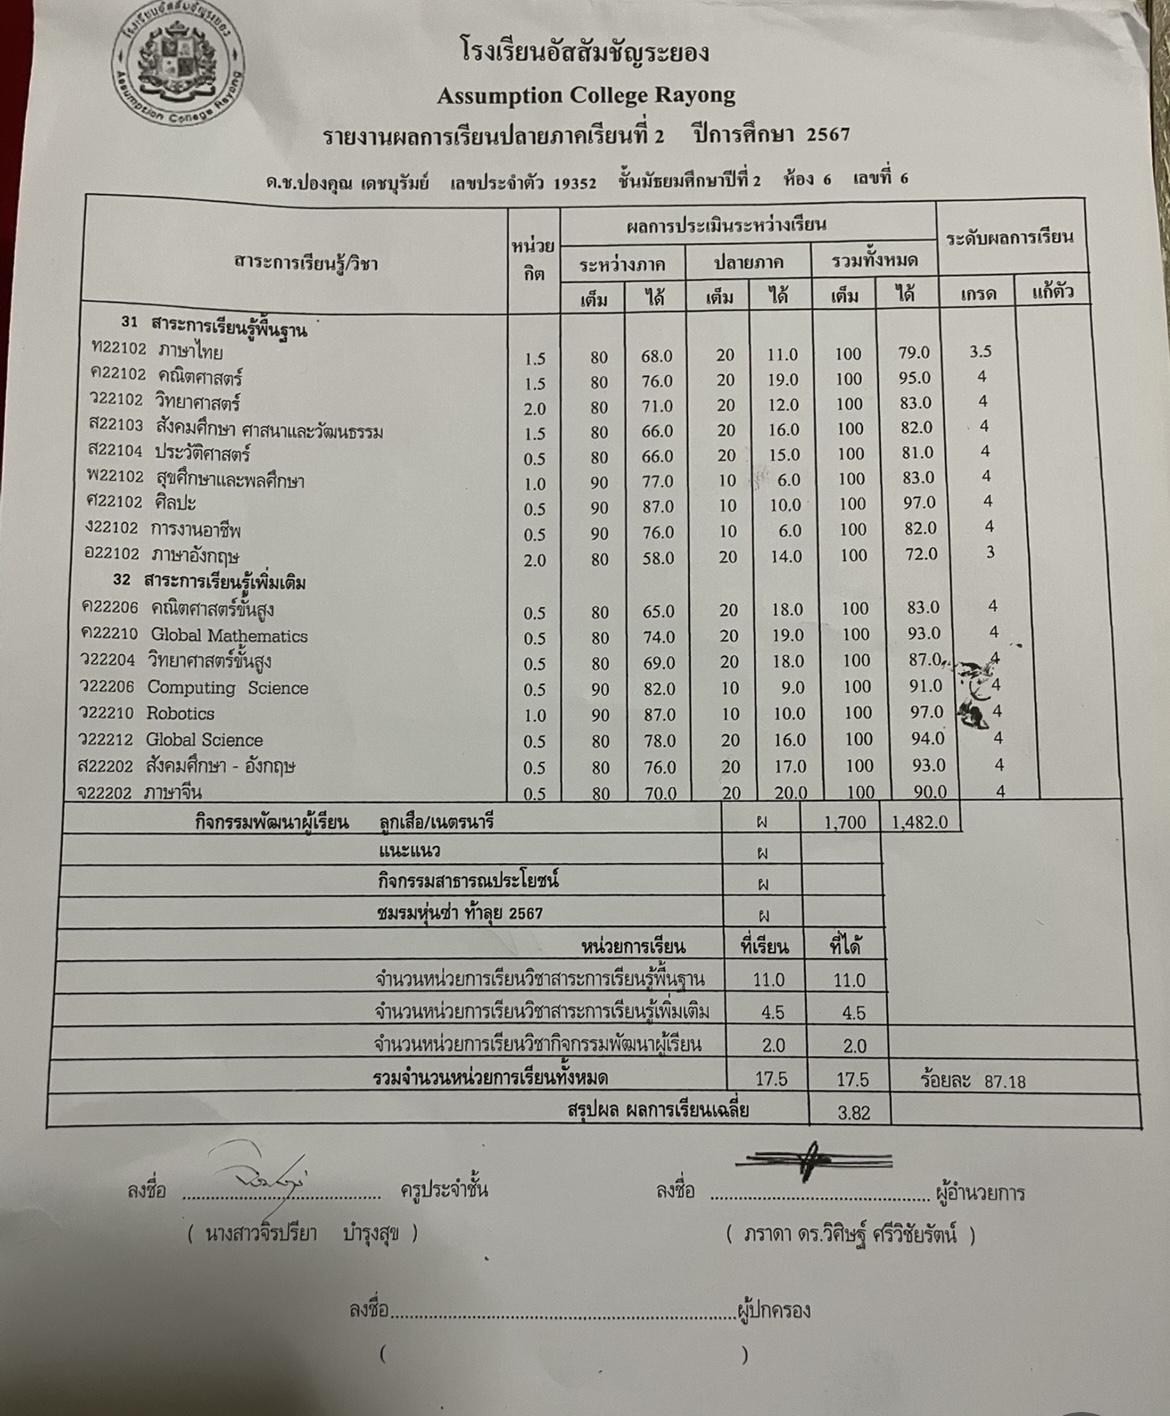 โรงเรียนอัสสัมชัญระยอง
Assumption College Rayong
โรงเรียนอัสสัมชัญระยอง
Assumption College Rayong
รายงานผลการเรียนปลายภาคเรียนที่ 2 ปีการศึกษา 2567
ด.ช.ปองคุณ เดชบุรัมย์ เลขประจำตัว 19352 ชั้นมัธยมศึกษาปีที่ 2 ห้อง 6 เลขที่ 6
สาระการเรียนรู้/วิชา หน่วยกิต ผลการประเมินระหว่างเรียน ระดับผลการเรียน
ระหว่างภาค ปลายภาค รวมทั้งหมด
เต็ม ได้ เต็ม ได้ เต็ม ได้ เกรด แก้ตัว
31 สาระการเรียนรู้พื้นฐาน
ท22102 ภาษาไทย 1.5 80 68.0 20 11.0 100 79.0 3.5
ค22102 คณิตศาสตร์ 1.5 80 76.0 20 19.0 100 95.0 4
ว22102 วิทยาศาสตร์ 2.0 80 71.0 20 12.0 100 83.0 4
ส22103 สังคมศึกษา ศาสนาและวัฒนธรรม 1.5 80 66.0 20 16.0 100 82.0 4
ส22104 ประวัติศาสตร์ 0.5 80 66.0 20 15.0 100 81.0 4
พ22102 สุขศึกษาและพลศึกษา 1.0 90 77.0 10 6.0 100 83.0 4
ศ22102 ศิลปะ 0.5 90 87.0 10 10.0 100 97.0 4
ง22102 การงานอาชีพ 0.5 90 76.0 10 6.0 100 82.0 4
อ22102 ภาษาอังกฤษ 2.0 80 58.0 20 14.0 100 72.0 3
32 สาระการเรียนรู้เพิ่มเติม
ค22206 คณิตศาสตร์ขั้นสูง 0.5 80 65.0 20 18.0 100 83.0 4
ค22210 Global Mathematics 0.5 80 74.0 20 19.0 100 93.0 4
ว22204 วิทยาศาสตร์ขั้นสูง 0.5 80 69.0 20 18.0 100 87.0 4
ว22206 Computing Science 0.5 90 82.0 10 9.0 100 91.0 4
ว22210 Robotics 1.0 90 87.0 10 10.0 100 97.0 4
ว22212 Global Science 0.5 80 78.0 20 16.0 100 94.0 4
ส22202 สังคมศึกษา - อังกฤษ 0.5 80 76.0 20 17.0 100 93.0 4
จ22202 ภาษาจีน 0.5 80 70.0 20 20.0 100 90.0 4
กิจกรรมพัฒนาผู้เรียน ลูกเสือ/เนตรนารี ผ 1,700 1,482.0
แนะแนว ผ
กิจกรรมสาธารณประโยชน์ ผ
ชมรมหุ่นซ่า ท้าลุย 2567 ผ
หน่วยการเรียน ที่เรียน ที่ได้
จำนวนหน่วยการเรียนวิชาสาระการเรียนรู้พื้นฐาน 11.0 11.0
จำนวนหน่วยการเรียนวิชาสาระการเรียนรู้เพิ่มเติม 4.5 4.5
จำนวนหน่วยการเรียนวิชากิจกรรมพัฒนาผู้เรียน 2.0 2.0
รวมจำนวนหน่วยการเรียนทั้งหมด 17.5 17.5 ร้อยละ 87.18
สรุปผล ผลการเรียนเฉลี่ย 3.82
ลงชื่อ ........................................ ครูประจำชั้น ลงชื่อ ........................................ ผู้อำนวยการ
( นางสาวจิรปรียา บำรุงสุข ) ( ภราดา ดร.วิศิษฐ์ ศรีวิชัยรัตน์ )
ลงชื่อ................................................................ผู้ปกครอง
( )